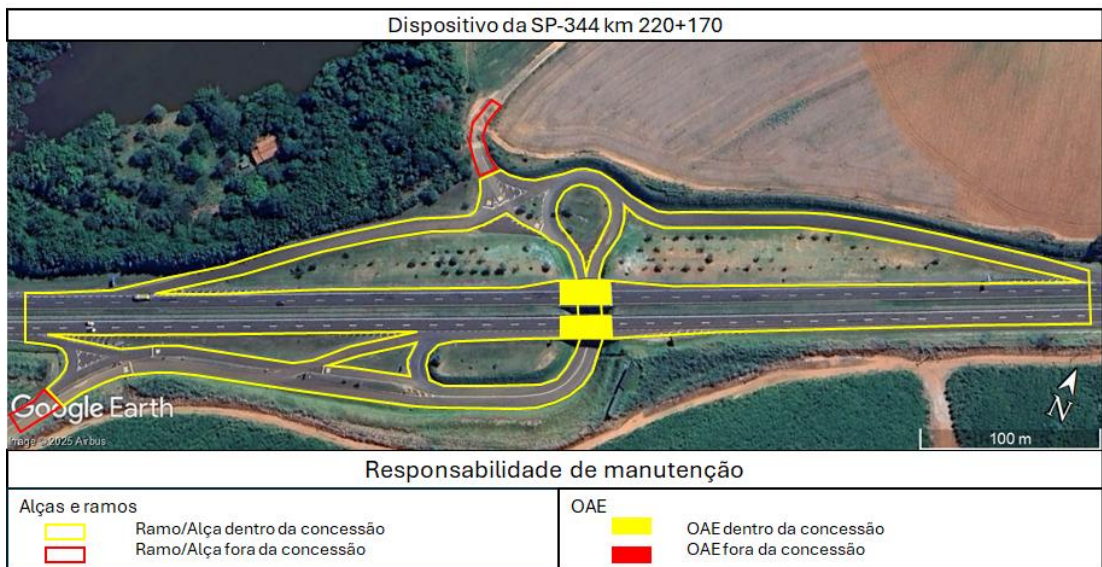 Dispositivo da SP-344 km 220+170
Google Earth
Image © 2025 Airbus
N
100 m
Responsabilidade de manutenção
Alças e ramos
Ramo/Alça dentro da concessão
Ramo/Alça fora da concessão
OAE
OAE dentro da concessão
OAE fora da concessão